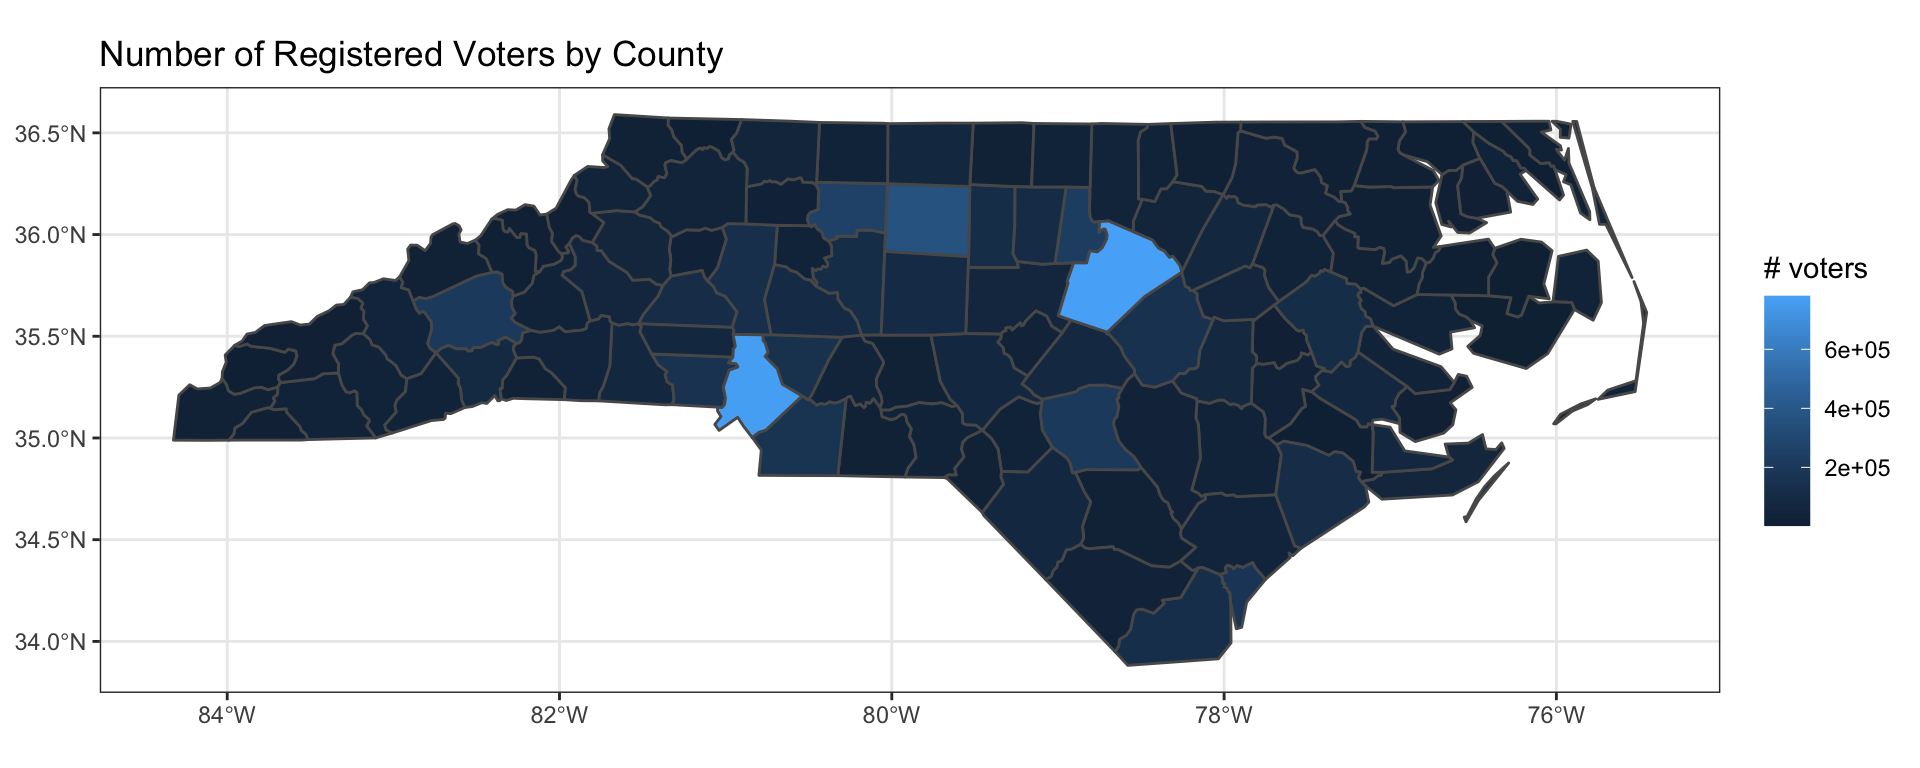 Number of Registered Voters by County
36.5°N
36.0°N
35.5°N
35.0°N
34.5°N
34.0°N
84°W
82°W
80°W
78°W
76°W
# voters
6e+05
4e+05
2e+05